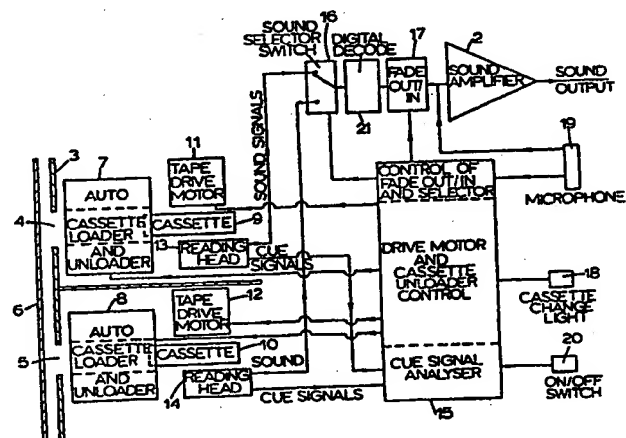 SOUND 16
SELECTOR
SWITCH
DIGITAL
DECODE
17
FADE
OUT/
IN
2
SOUND
AMPLIFIER
SOUND
OUTPUT
21
19
MICROPHONE
3
7
11
TAPE
DRIVE
MOTOR
SOUND SIGNALS
4
AUTO
CASSETTE
LOADER
AND UNLOADER
CASSETTE
9
13
READING
HEAD
CUE
SIGNALS
CONTROL OF
FADE OUT/IN
AND SELECTOR
DRIVE MOTOR
AND
CASSETTE
UNLOADER
CONTROL
18
CASSETTE
CHANGE
LIGHT
6
8
TAPE
DRIVE
MOTOR
12
5
AUTO
CASSETTE
LOADER
AND UNLOADER
CASSETTE
10
SOUND
14
READING
HEAD
CUE SIGNALS
CUE SIGNAL
ANALYSER
15
20
ON/OFF
SWITCH